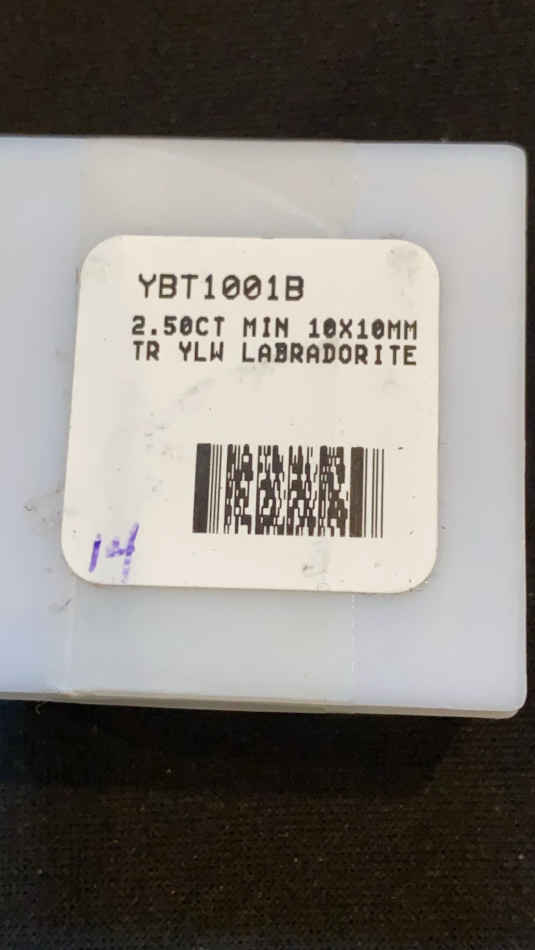 YBT1001B
2.50CT MIN 10X10MM
TR YLW LABRADORITE
14